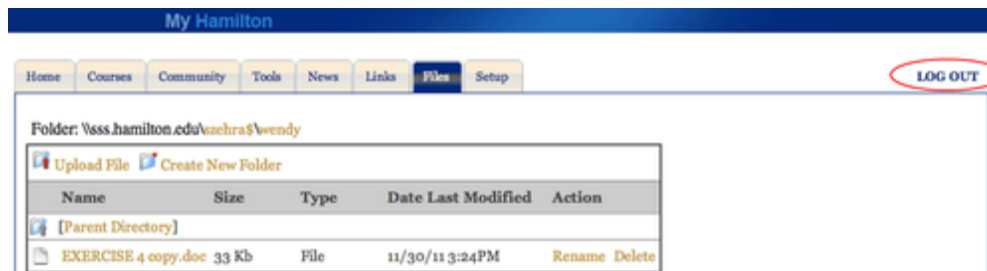 My Hamilton
Home Courses Community Tools News Links Files Setup LOG OUT
Folder: \\sss.hamilton.edu\szehra$\wendy
Upload File Create New Folder
Name Size Type Date Last Modified Action
[Parent Directory]
EXERCISE 4 copy.doc 33 Kb File 11/30/11 3:24PM Rename Delete